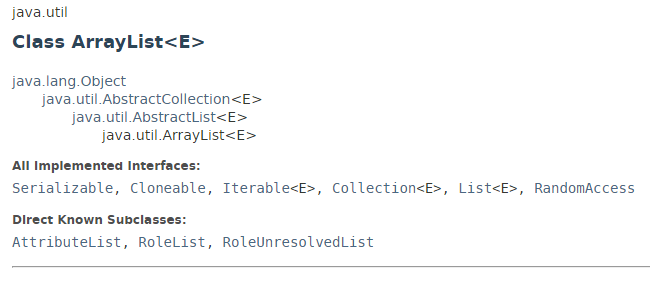 java.util
Class ArrayList<E>
java.lang.Object
java.util.AbstractCollection<E>
java.util.AbstractList<E>
java.util.ArrayList<E>
All Implemented Interfaces:
Serializable, Cloneable, Iterable<E>, Collection<E>, List<E>, RandomAccess
Direct Known Subclasses:
AttributeList, RoleList, RoleUnresolvedList